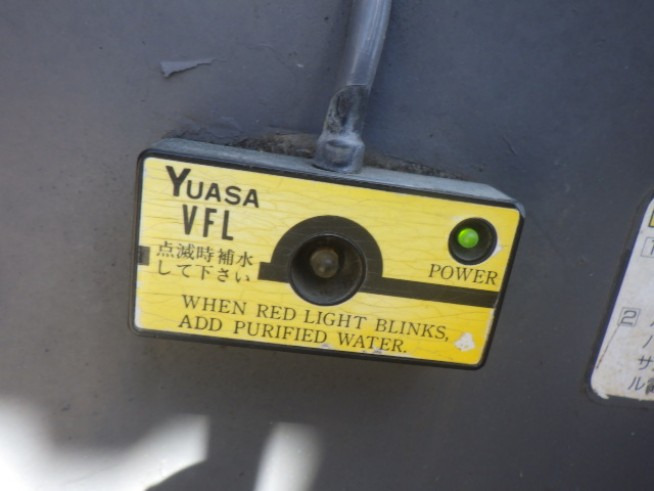 YUASA
VFL
点滅時補水
して下さい
POWER
WHEN RED LIGHT BLINKS,
ADD PURIFIED WATER.
2